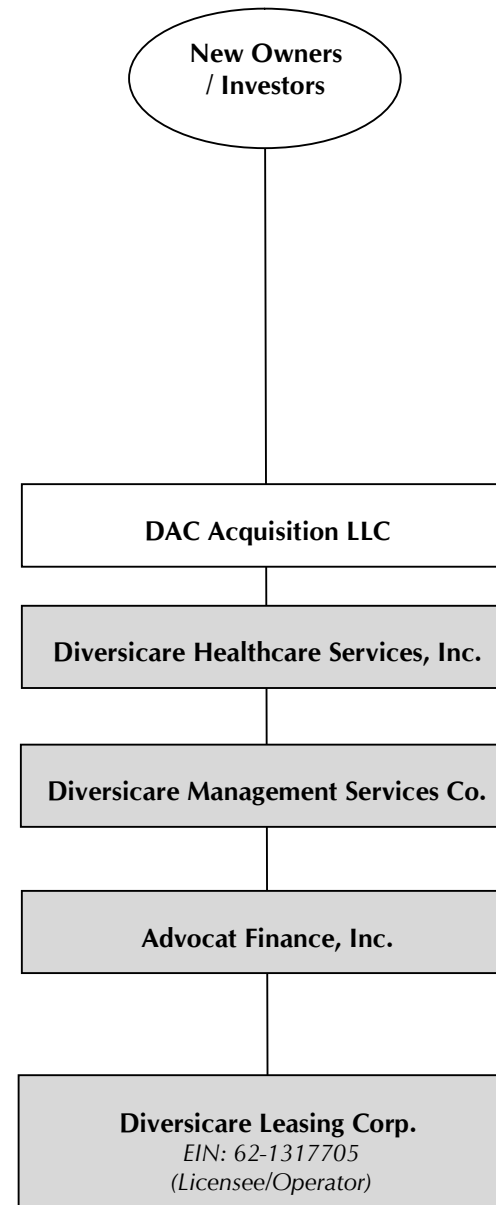 New Owners
/ Investors
DAC Acquisition LLC
Diversicare Healthcare Services, Inc.
Diversicare Management Services Co.
Advocat Finance, Inc.
Diversicare Leasing Corp.
EIN: 62-1317705
(Licensee/Operator)